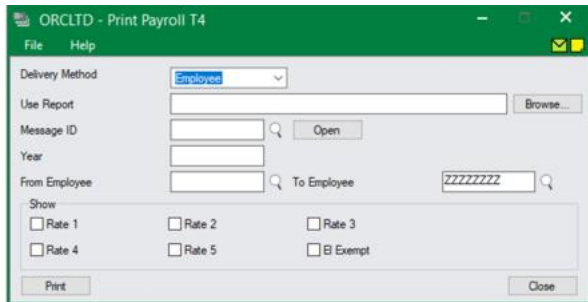 ORCLTD - Print Payroll T4
File Help
Delivery Method Employee
Use Report Browse...
Message ID Open
Year
From Employee To Employee ZZZZZZZZ
Show
Rate 1 Rate 2 Rate 3
Rate 4 Rate 5 EI Exempt
Print Close